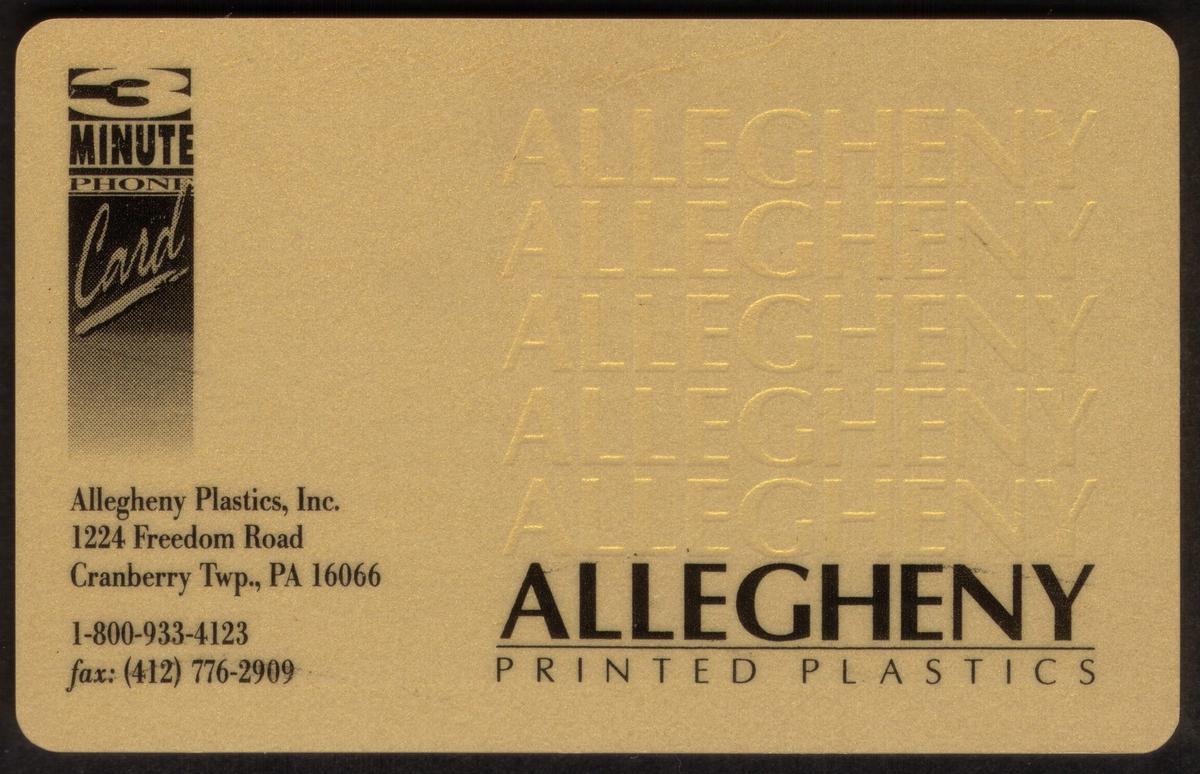 3
MINUTE
PHONE
Card
Allegheny Plastics, Inc.
1224 Freedom Road
Cranberry Twp., PA 16066
1-800-933-4123
fax: (412) 776-2909
ALLEGHENY
ALLEGHENY
ALLEGHENY
ALLEGHENY
ALLEGHENY
ALLEGHENY
PRINTED PLASTICS